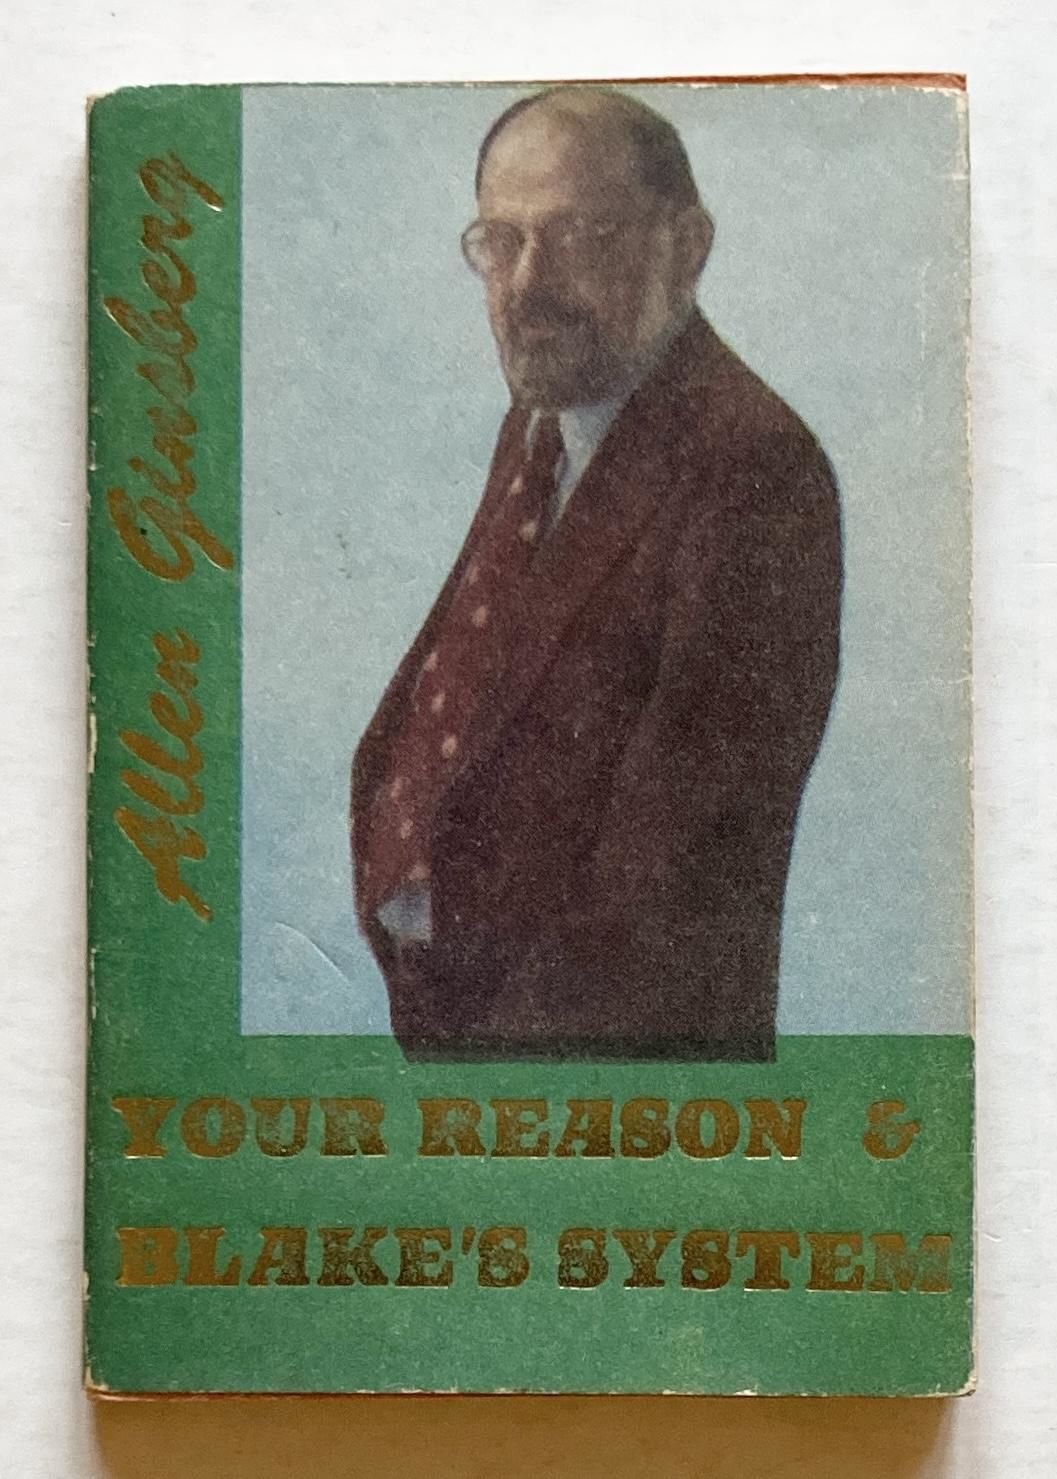 Allen Ginsberg
YOUR REASON &
BLAKE'S SYSTEM